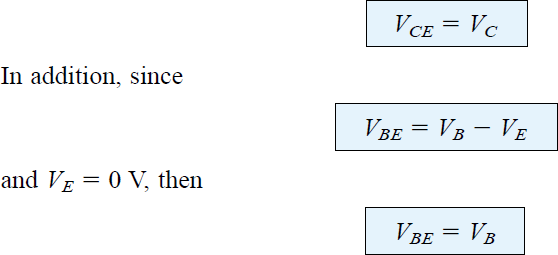 V_CE = V_C
In addition, since
V_BE = V_B − V_E
and V_E = 0 V, then
V_BE = V_B